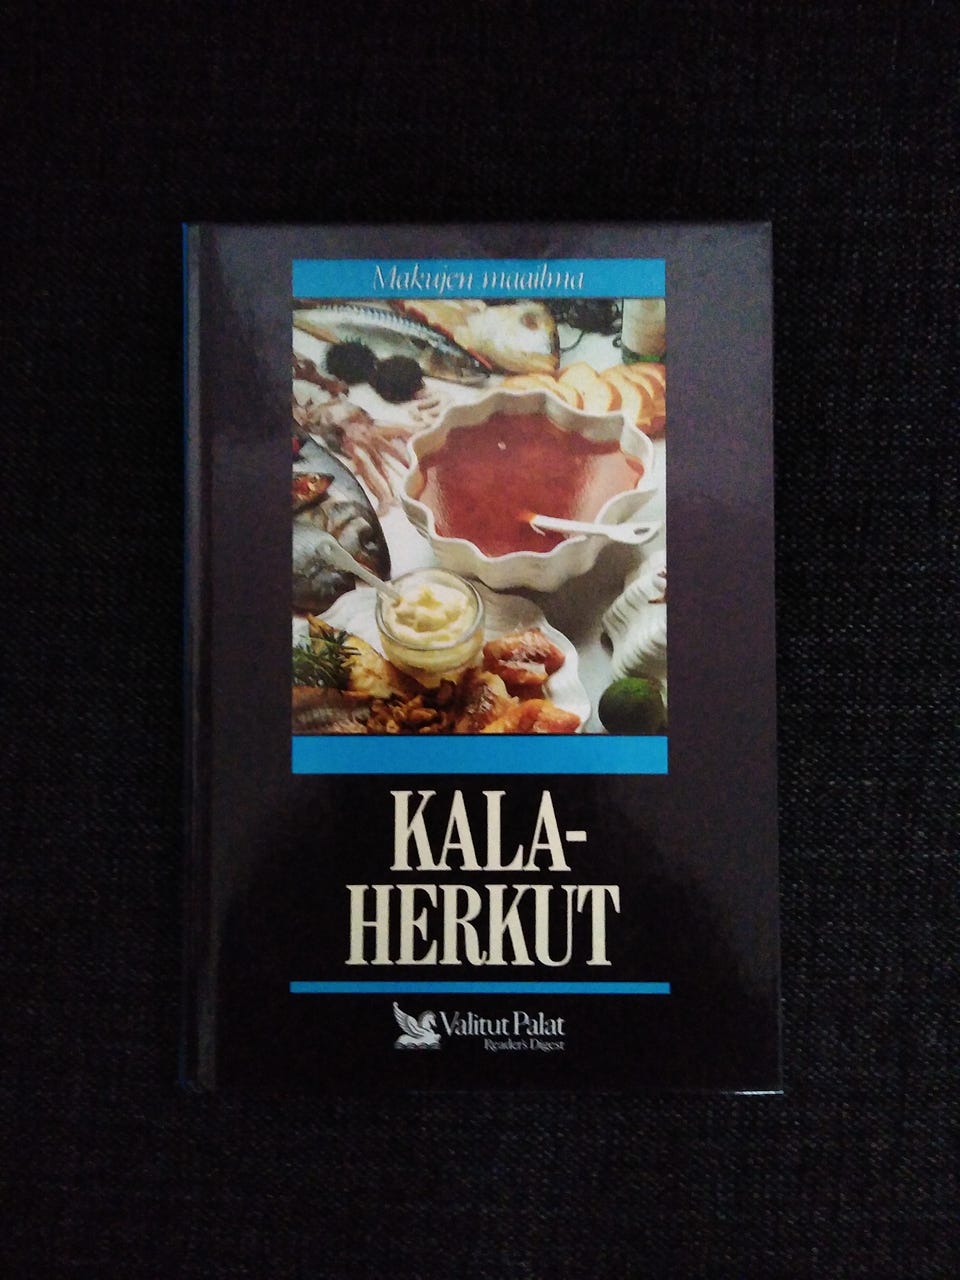 Makujen maailma
KALA-
HERKUT
Valitut Palat
Reader's Digest